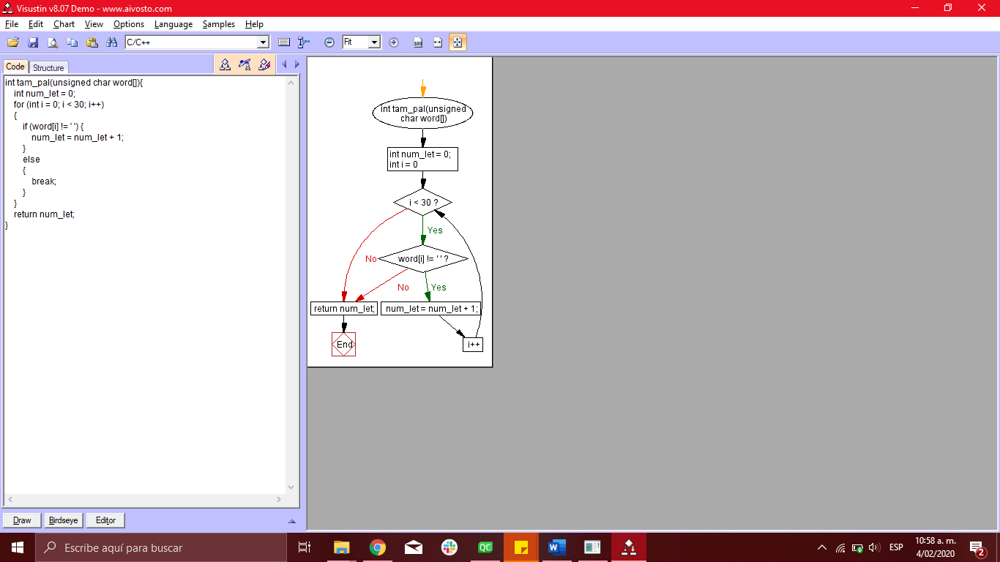 Visustin v8.07 Demo - www.aivosto.com
File Edit Chart View Options Language Samples Help
C/C++
Fit
100
Code Structure
int tam_pal(unsigned char word[]){
    int num_let = 0;
    for (int i = 0; i < 30; i++)
    {
        if (word[i] != ' ') {
            num_let = num_let + 1;
        }
        else
        {
            break;
        }
    }
    return num_let;
}
int tam_pal(unsigned
char word[])
int num_let = 0;
int i = 0
i < 30 ?
Yes
No
word[i] != ' ' ?
No
Yes
return num_let;
num_let = num_let + 1;
End
i++
Draw Birdseye Editor
Escribe aquí para buscar
QC
W
ESP
10:58 a. m.
4/02/2020
2